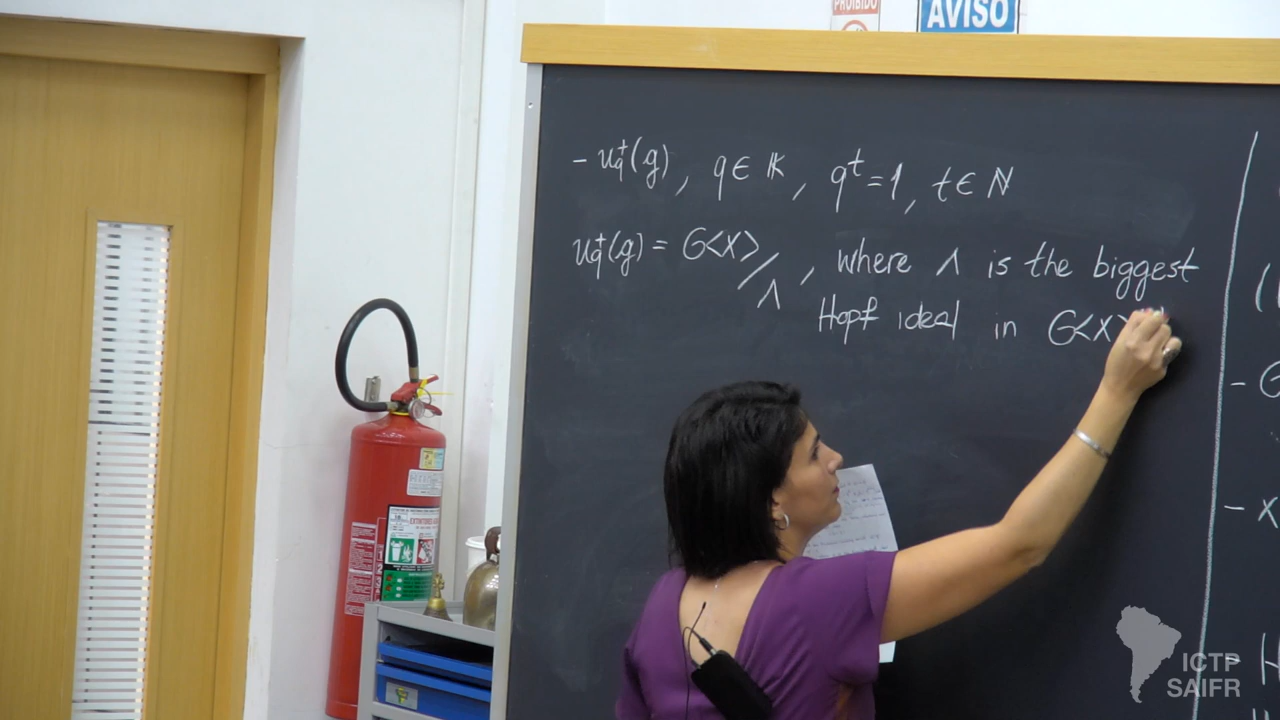 PROIBIDO
AVISO
- u_q^+(g), q ∈ 𝕂, q^t = 1, t ∈ ℕ
u_q^+(g) = G<X>/Λ, where Λ is the biggest
Hopf ideal in G<X>
- G
- x
- H
ICTP
SAIFR